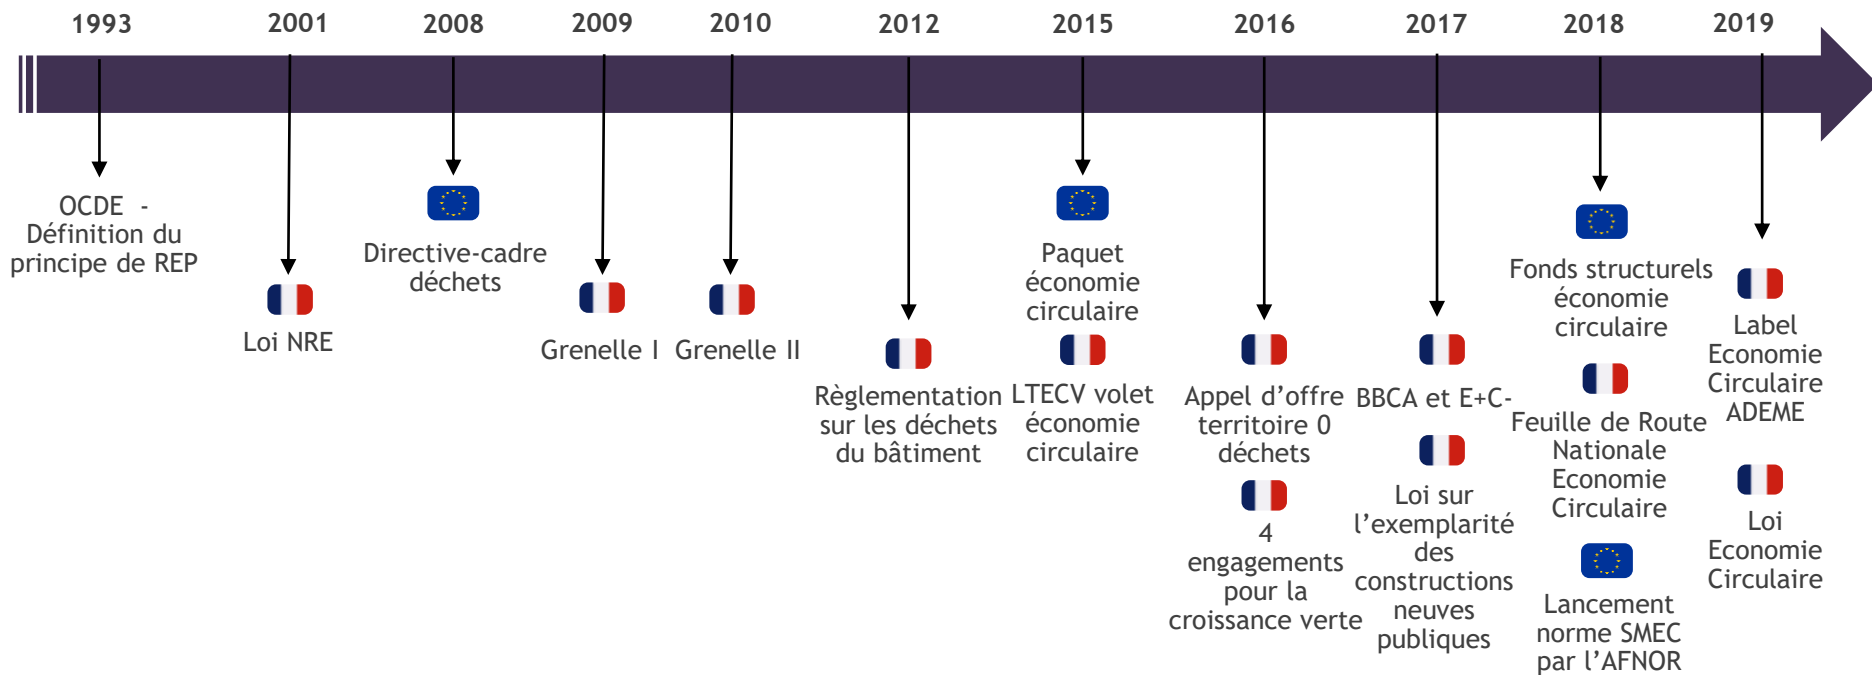 1993
2001
2008
2009
2010
2012
2015
2016
2017
2018
2019
OCDE -
Définition du
principe de REP
Loi NRE
Directive-cadre
déchets
Grenelle I
Grenelle II
Règlementation
sur les déchets
du bâtiment
Paquet
économie
circulaire
LTECV volet
économie
circulaire
Appel d’offre
territoire 0
déchets
4
engagements
pour la
croissance verte
BBCA et E+C-
Loi sur
l’exemplarité
des
constructions
neuves
publiques
Fonds structurels
économie
circulaire
Feuille de Route
Nationale
Economie
Circulaire
Lancement
norme SMEC
par l’AFNOR
Label
Economie
Circulaire
ADEME
Loi
Economie
Circulaire